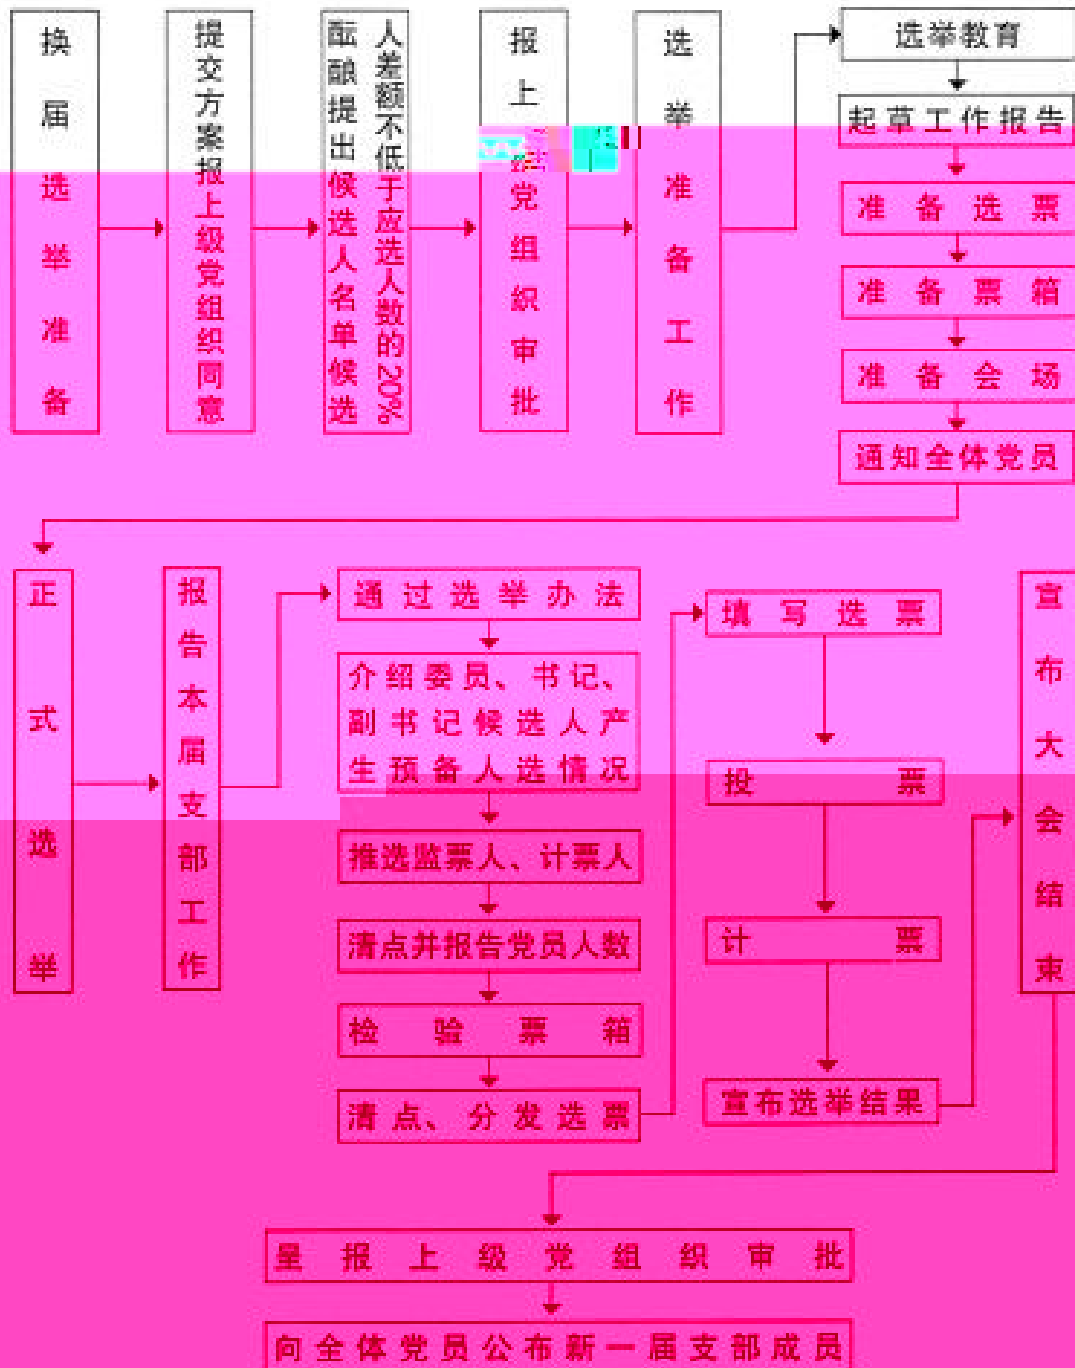 换届选举准备
提交方案报上级党组织同意
酝酿提出候选人名单候选
人差额不低于应选人数的20%
报上级党组织审批
选举准备工作
选举教育
起草工作报告
准备选票
准备票箱
准备会场
通知全体党员
正式选举
报告本届支部工作
通过选举办法
介绍委员、书记、
副书记候选人产
生预备人选情况
推选监票人、计票人
清点并报告党员人数
检验票箱
清点、分发选票
填写选票
投票
计票
宣布选举结果
宣布大会结束
呈报上级党组织审批
向全体党员公布新一届支部成员